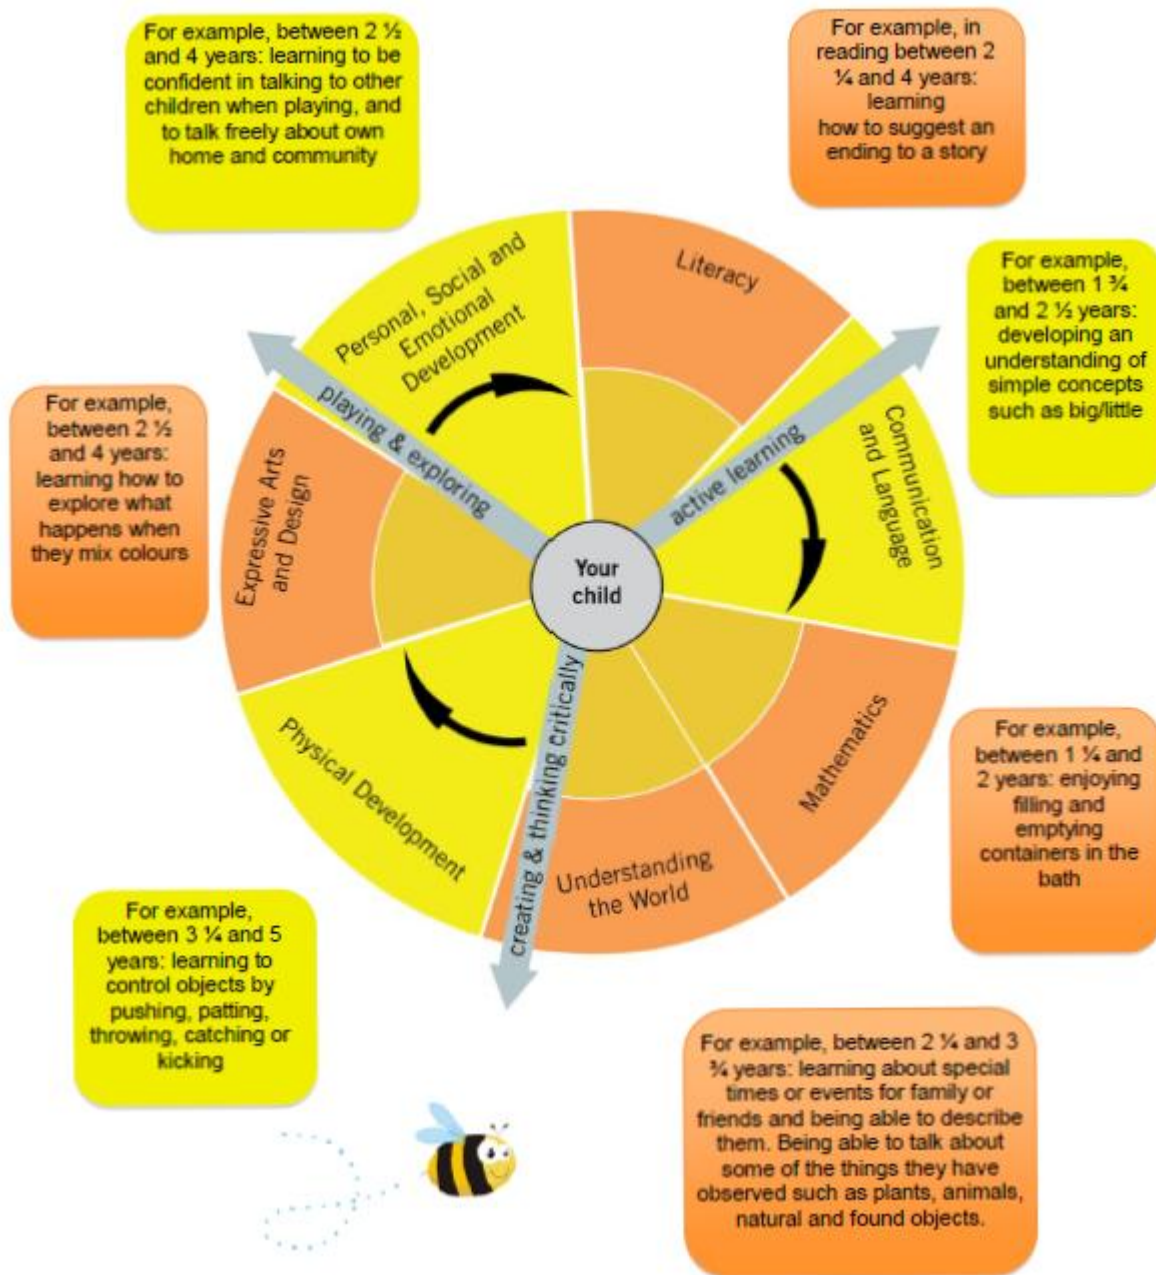 For example, between 2 ½
and 4 years: learning to be
confident in talking to other
children when playing, and
to talk freely about own
home and community
For example, in
reading between 2
¼ and 4 years:
learning
how to suggest an
ending to a story
For example,
between 1 ¾
and 2 ½ years:
developing an
understanding of
simple concepts
such as big/little
For example,
between 2 ½
and 4 years:
learning how to
explore what
happens when
they mix colours
Personal, Social and
Emotional
Development
Literacy
Communication
and Language
Expressive Arts
and Design
playing & exploring
active learning
Your
child
creating & thinking critically
Physical Development
Understanding
the World
Mathematics
For example,
between 1 ¼ and
2 years: enjoying
filling and
emptying
containers in the
bath
For example,
between 3 ¼ and 5
years: learning to
control objects by
pushing, patting,
throwing, catching or
kicking
For example, between 2 ¼ and 3
¾ years: learning about special
times or events for family or
friends and being able to describe
them. Being able to talk about
some of the things they have
observed such as plants, animals,
natural and found objects.